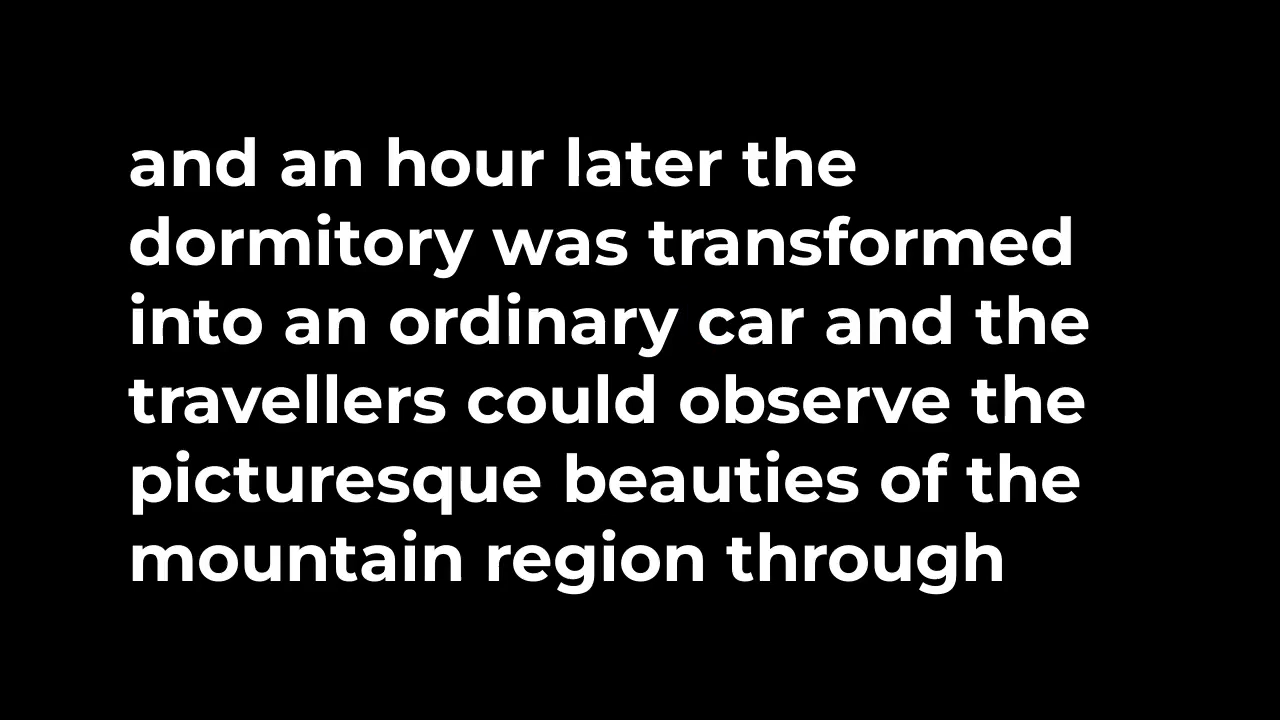 and an hour later the
dormitory was transformed
into an ordinary car and the
travellers could observe the
picturesque beauties of the
mountain region through